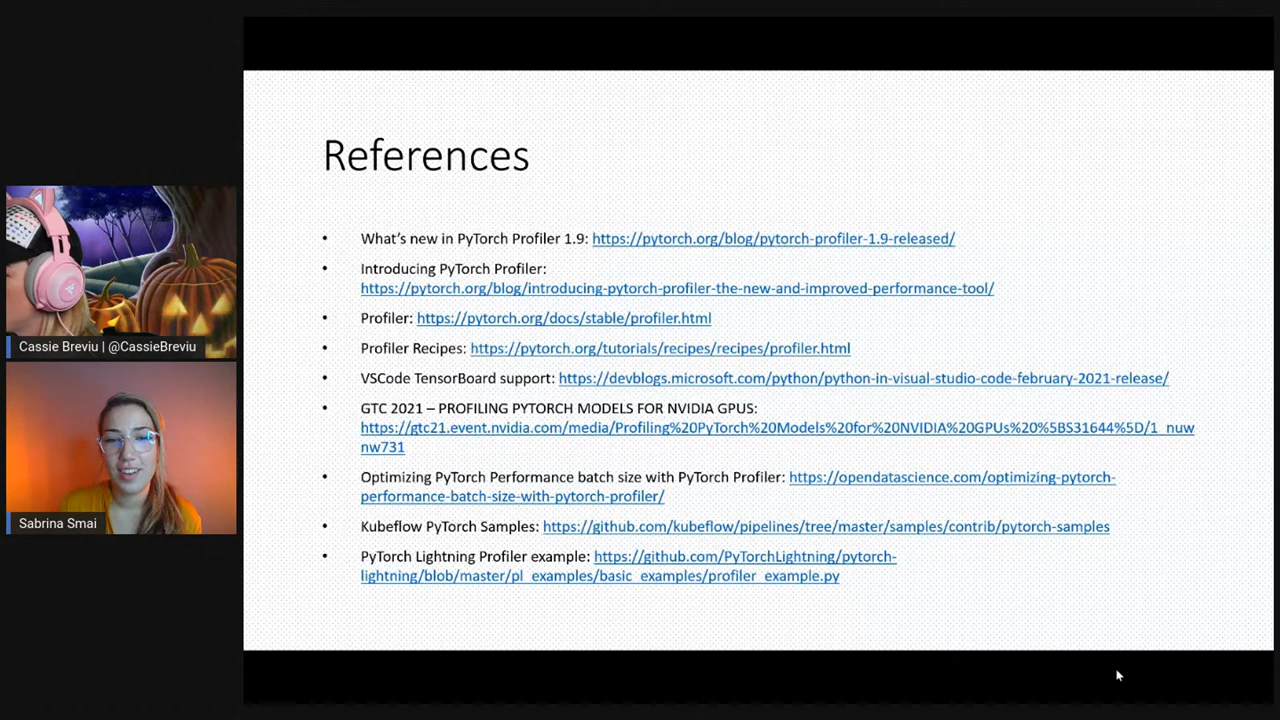 References
• What's new in PyTorch Profiler 1.9: https://pytorch.org/blog/pytorch-profiler-1.9-released/
• Introducing PyTorch Profiler:
https://pytorch.org/blog/introducing-pytorch-profiler-the-new-and-improved-performance-tool/
• Profiler: https://pytorch.org/docs/stable/profiler.html
• Profiler Recipes: https://pytorch.org/tutorials/recipes/recipes/profiler.html
• VSCode TensorBoard support: https://devblogs.microsoft.com/python/python-in-visual-studio-code-february-2021-release/
• GTC 2021 – PROFILING PYTORCH MODELS FOR NVIDIA GPUS:
https://gtc21.event.nvidia.com/media/Profiling%20PyTorch%20Models%20for%20NVIDIA%20GPUs%20%5BS31644%5D/1_nuw
nw731
• Optimizing PyTorch Performance batch size with PyTorch Profiler: https://opendatascience.com/optimizing-pytorch-
performance-batch-size-with-pytorch-profiler/
• Kubeflow PyTorch Samples: https://github.com/kubeflow/pipelines/tree/master/samples/contrib/pytorch-samples
• PyTorch Lightning Profiler example: https://github.com/PyTorchLightning/pytorch-
lightning/blob/master/pl_examples/basic_examples/profiler_example.py
Cassie Breviu | @CassieBreviu
Sabrina Smai